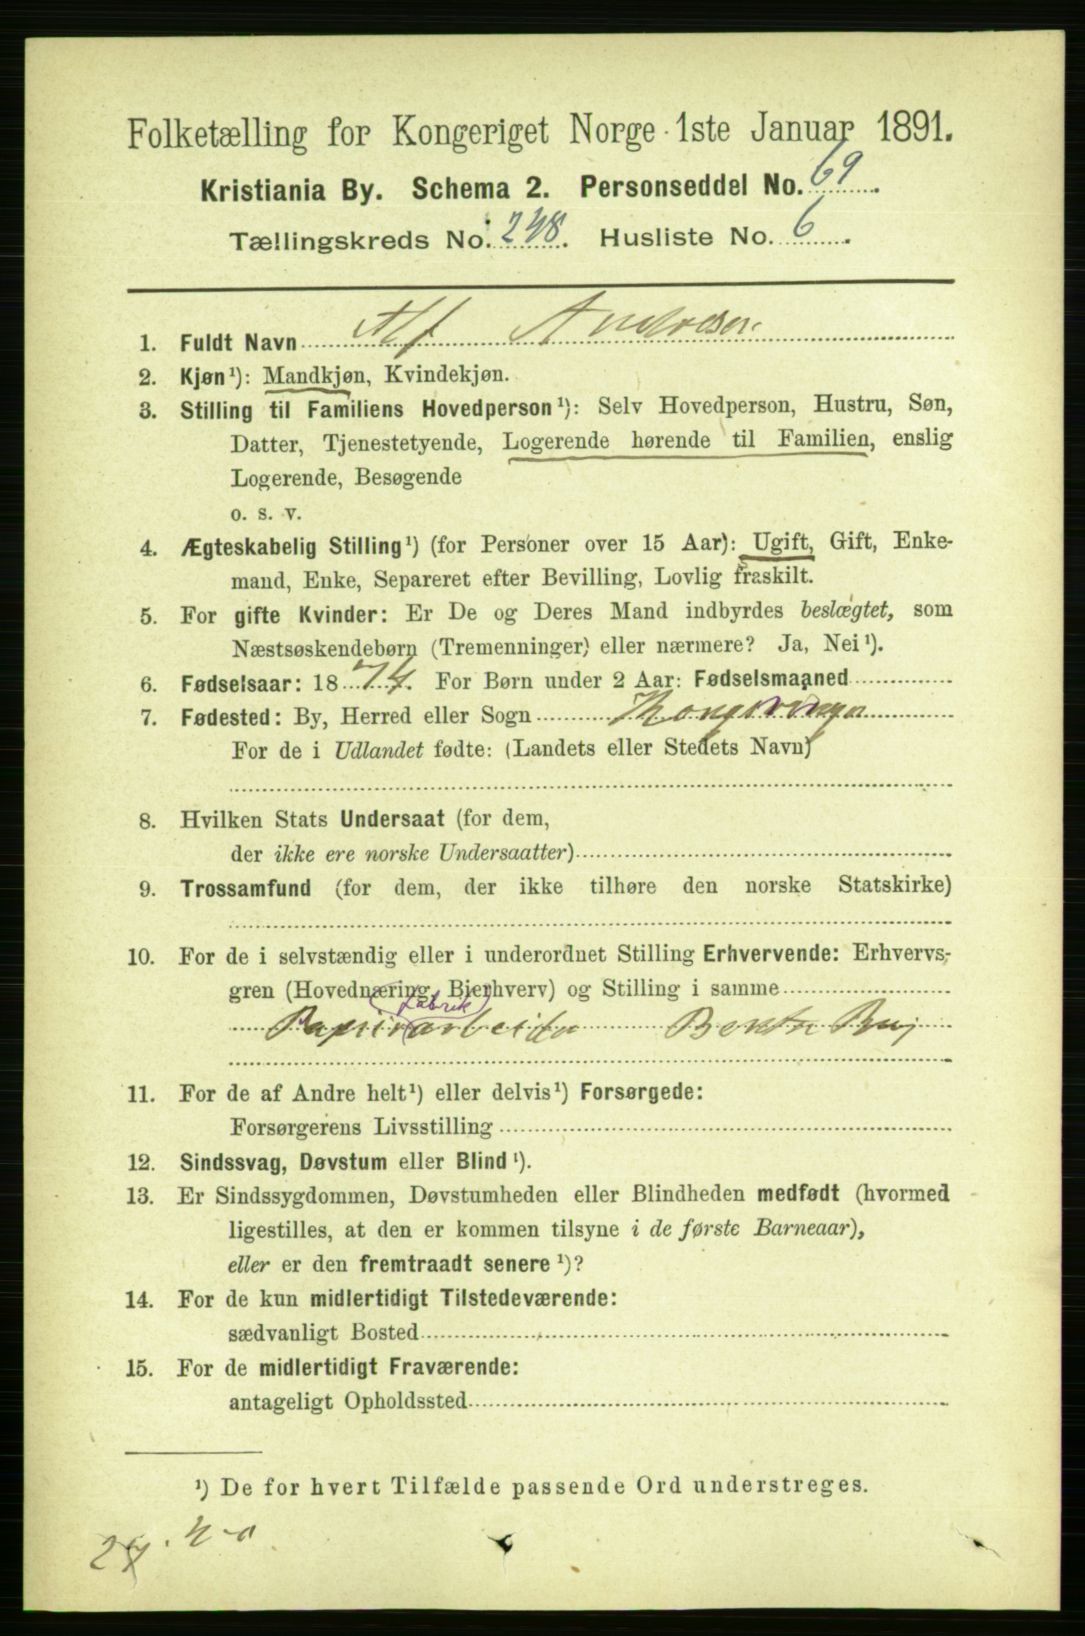 Folketælling for Kongeriget Norge 1ste Januar 1891.
Kristiania By. Schema 2. Personseddel No. 69.
Tællingskreds No. 248. Husliste No. 6.
1. Fuldt Navn Alf Andresen
2. Kjøn¹): Mandkjøn, Kvindekjøn.
3. Stilling til Familiens Hovedperson¹): Selv Hovedperson, Hustru, Søn,
Datter, Tjenestetyende, Logerende hørende til Familien, enslig
Logerende, Besøgende
o. s. v.
4. Ægteskabelig Stilling¹) (for Personer over 15 Aar): Ugift, Gift, Enke-
mand, Enke, Separeret efter Bevilling, Lovlig fraskilt.
5. For gifte Kvinder: Er De og Deres Mand indbyrdes beslægtet, som
Næstsøskendebørn (Tremenninger) eller nærmere? Ja, Nei¹).
6. Fødselsaar: 1874. For Børn under 2 Aar: Fødselsmaaned
7. Fødested: By, Herred eller Sogn Kongsvinger
For de i Udlandet fødte: (Landets eller Stedets Navn)
8. Hvilken Stats Undersaat (for dem,
der ikke ere norske Undersaatter)
9. Trossamfund (for dem, der ikke tilhøre den norske Statskirke)
10. For de i selvstændig eller i underordnet Stilling Erhvervende: Erhvervs-
gren (Hovednæring, Bierhverv) og Stilling i samme
fabrik
Papirarbeider
11. For de af Andre helt¹) eller delvis¹) Forsørgede:
Forsørgerens Livsstilling
12. Sindssvag, Døvstum eller Blind¹).
13. Er Sindssygdommen, Døvstumheden eller Blindheden medfødt (hvormed
ligestilles, at den er kommen tilsyne i de første Barneaar),
eller er den fremtraadt senere¹)?
14. For de kun midlertidigt Tilstedeværende:
sædvanligt Bosted
15. For de midlertidigt Fraværende:
antageligt Opholdssted
¹) De for hvert Tilfælde passende Ord understreges.